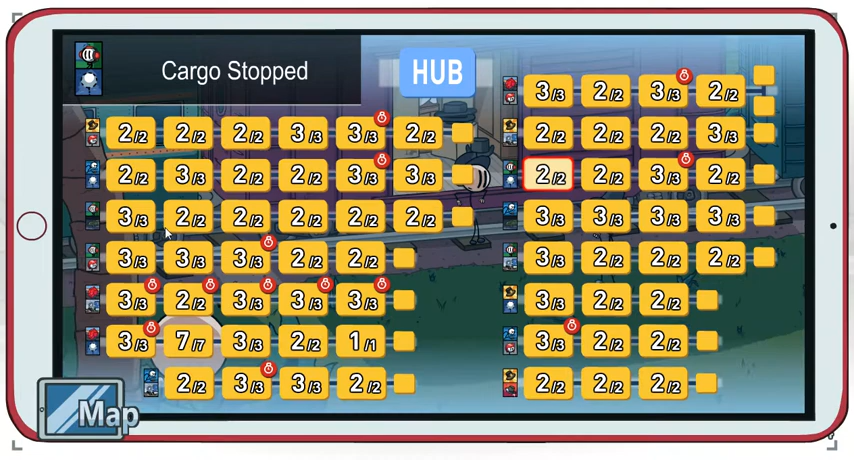 Cargo Stopped
HUB
2/2 2/2 2/2 3/3 3/3 2/2
2/2 3/3 2/2 2/2 3/3 3/3
3/3 2/2 2/2 2/2 2/2 2/2
3/3 3/3 3/3 2/2 2/2
3/3 2/2 3/3 3/3 3/3
3/3 7/7 3/3 2/2 1/1
2/2 3/3 3/3 2/2
3/3 2/2 3/3 2/2
2/2 2/2 2/2 3/3
2/2 2/2 3/3 2/2
3/3 3/3 3/3 3/3
3/3 2/2 2/2 2/2
3/3 2/2 2/2
3/3 2/2 2/2
2/2 2/2 2/2
Map